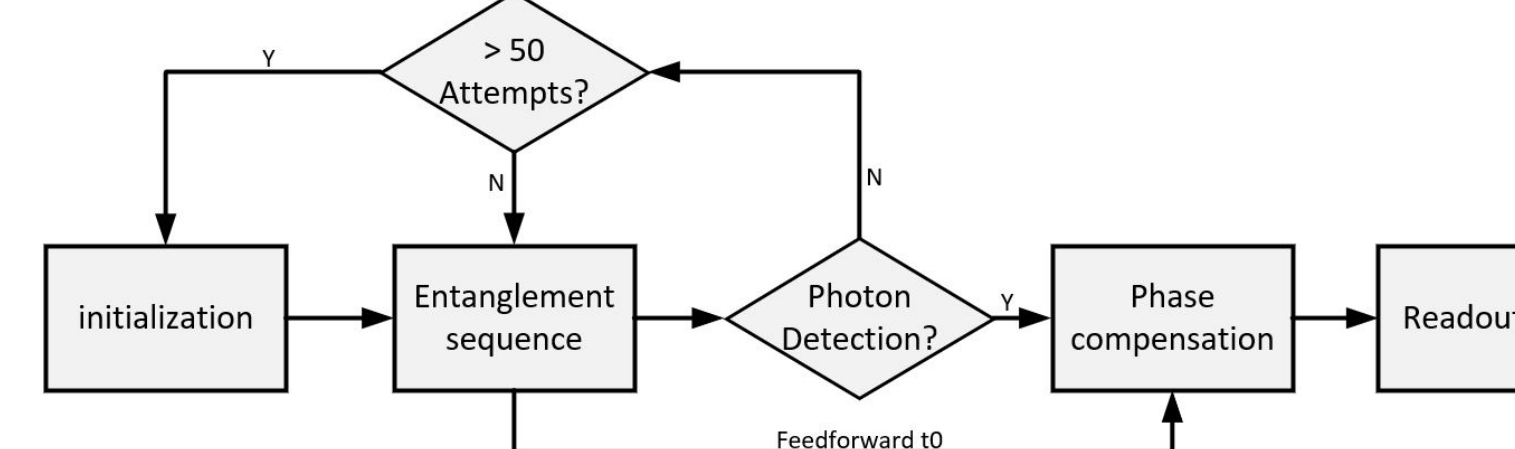 > 50
Attempts?
Y
N
N
initialization
Entanglement
sequence
Photon
Detection?
Y
Phase
compensation
Feedforward t0